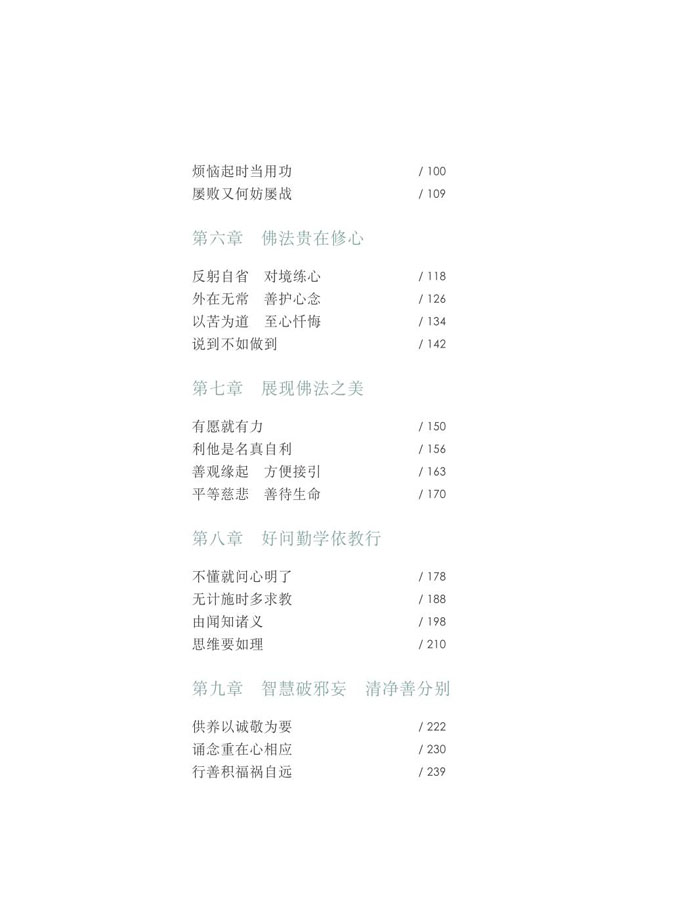 烦恼起时当用功 / 100
屡败又何妨屡战 / 109
第六章　佛法贵在修心
反躬自省　对境练心 / 118
外在无常　善护心念 / 126
以苦为道　至心忏悔 / 134
说到不如做到 / 142
第七章　展现佛法之美
有愿就有力 / 150
利他是名真自利 / 156
善观缘起　方便接引 / 163
平等慈悲　善待生命 / 170
第八章　好问勤学依教行
不懂就问心明了 / 178
无计施时多求教 / 188
由闻知诸义 / 198
思维要如理 / 210
第九章　智慧破邪妄　清净善分别
供养以诚敬为要 / 222
诵念重在心相应 / 230
行善积福祸自远 / 239